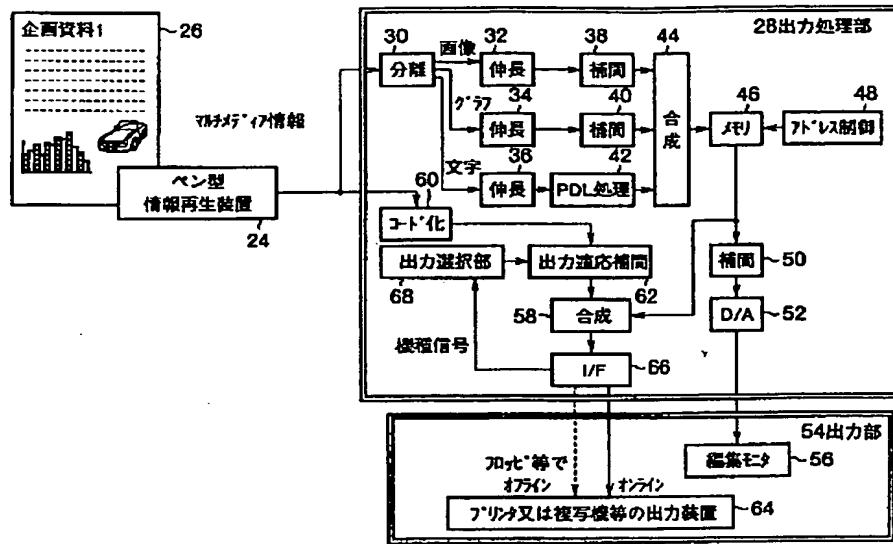 企画資料1
26
マルチメディア情報
ペン型
情報再生装置
24
28出力処理部
30
分離
画像
32
伸長
38
補間
44
合成
グラフ
34
伸長
40
補間
46
メモリ
48
アドレス制御
文字
36
伸長
42
PDL処理
60
コード化
出力選択部
68
出力適応補間
62
補間
50
58
合成
D/A
52
機種信号
I/F
66
54出力部
編集モニタ
56
フロッピ等で
オフライン
オンライン
プリンタ又は複写機等の出力装置
64